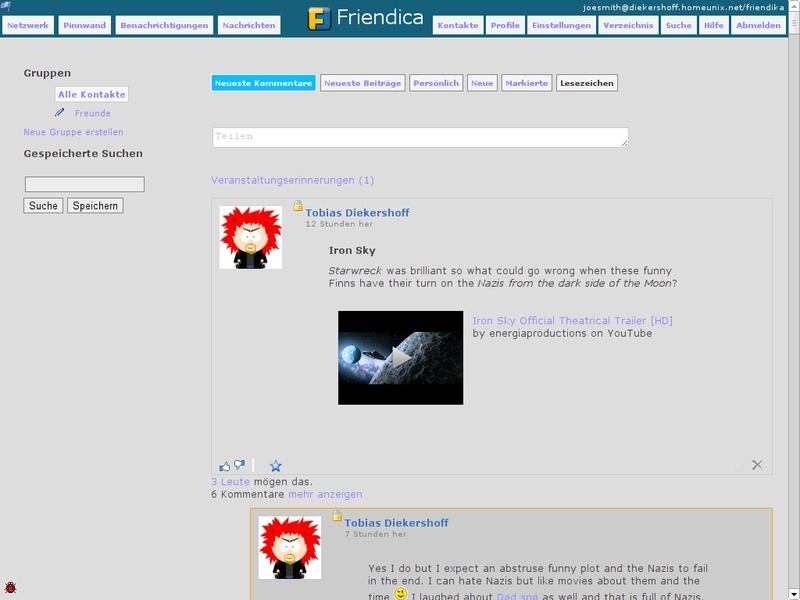 joesmith@diekershoff.homeunix.net/friendika
Netzwerk Pinnwand Benachrichtigungen Nachrichten Friendica Kontakte Profile Einstellungen Verzeichnis Suche Hilfe Abmelden
Gruppen
Alle Kontakte
Freunde
Neue Gruppe erstellen
Gespeicherte Suchen
Suche Speichern
Neueste Kommentare Neueste Beiträge Persönlich Neue Markierte Lesezeichen
Teilen
Veranstaltungserinnerungen (1)
Tobias Diekershoff
12 Stunden her
Iron Sky
Starwreck was brilliant so what could go wrong when these funny
Finns have their turn on the Nazis from the dark side of the Moon?
Iron Sky Official Theatrical Trailer [HD]
by energiaproductions on YouTube
3 Leute mögen das.
6 Kommentare mehr anzeigen
Tobias Diekershoff
7 Stunden her
Yes I do but I expect an abstruse funny plot and the Nazis to fail
in the end. I can hate Nazis but like movies about them and the
time I laughed about Død snø as well and that is full of Nazis.